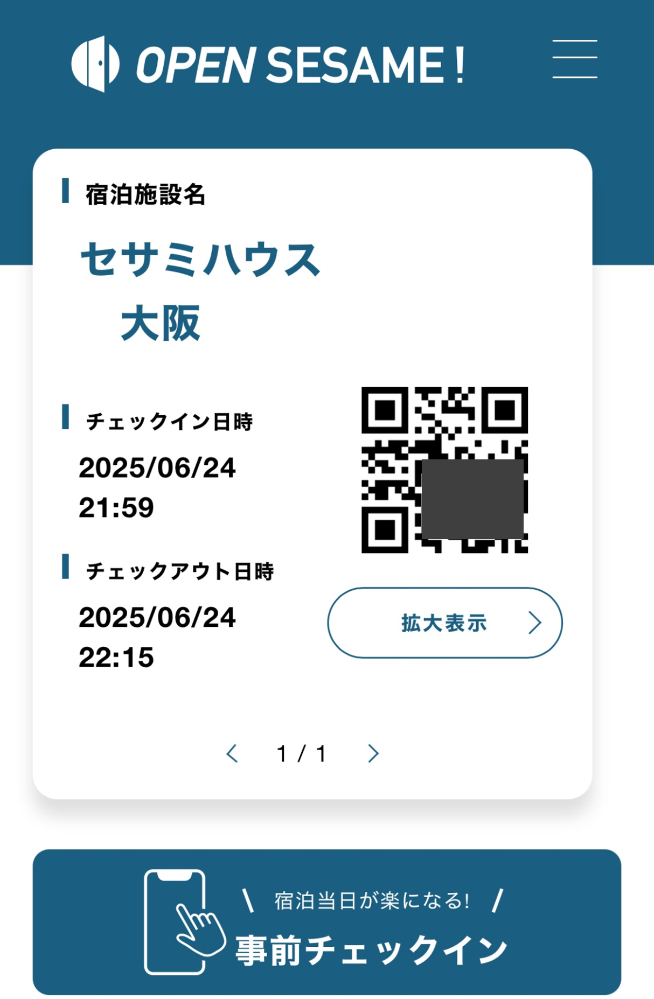 OPEN SESAME!
宿泊施設名
セサミハウス
大阪
チェックイン日時
2025/06/24
21:59
チェックアウト日時
2025/06/24
22:15
拡大表示
1 / 1
\ 宿泊当日が楽になる! /
事前チェックイン